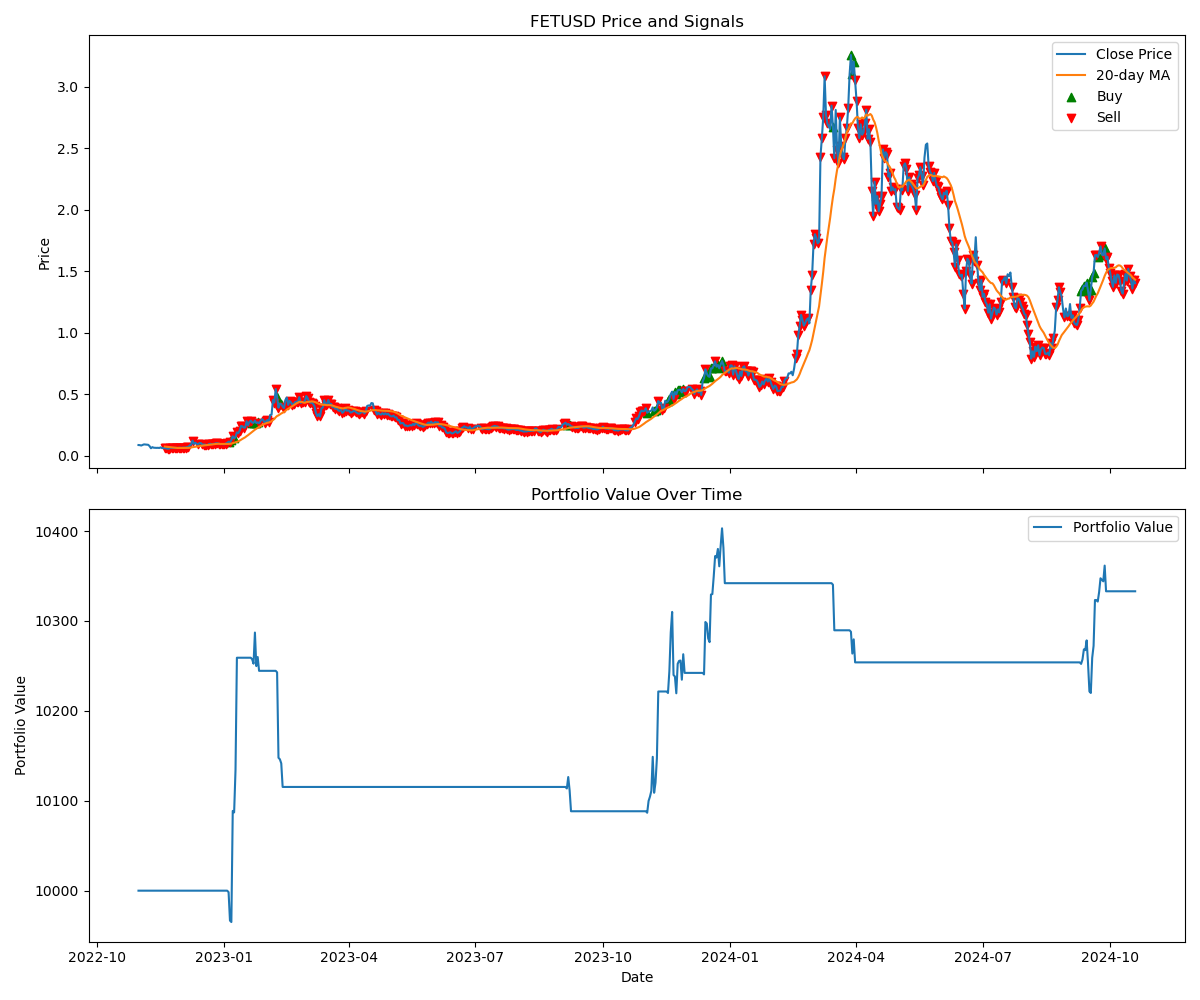 FETUSD Price and Signals
Close Price
20-day MA
Buy
Sell
Price
3.0
2.5
2.0
1.5
1.0
0.5
0.0
Portfolio Value Over Time
Portfolio Value
Portfolio Value
10400
10300
10200
10100
10000
2022-10 2023-01 2023-04 2023-07 2023-10 2024-01 2024-04 2024-07 2024-10
Date